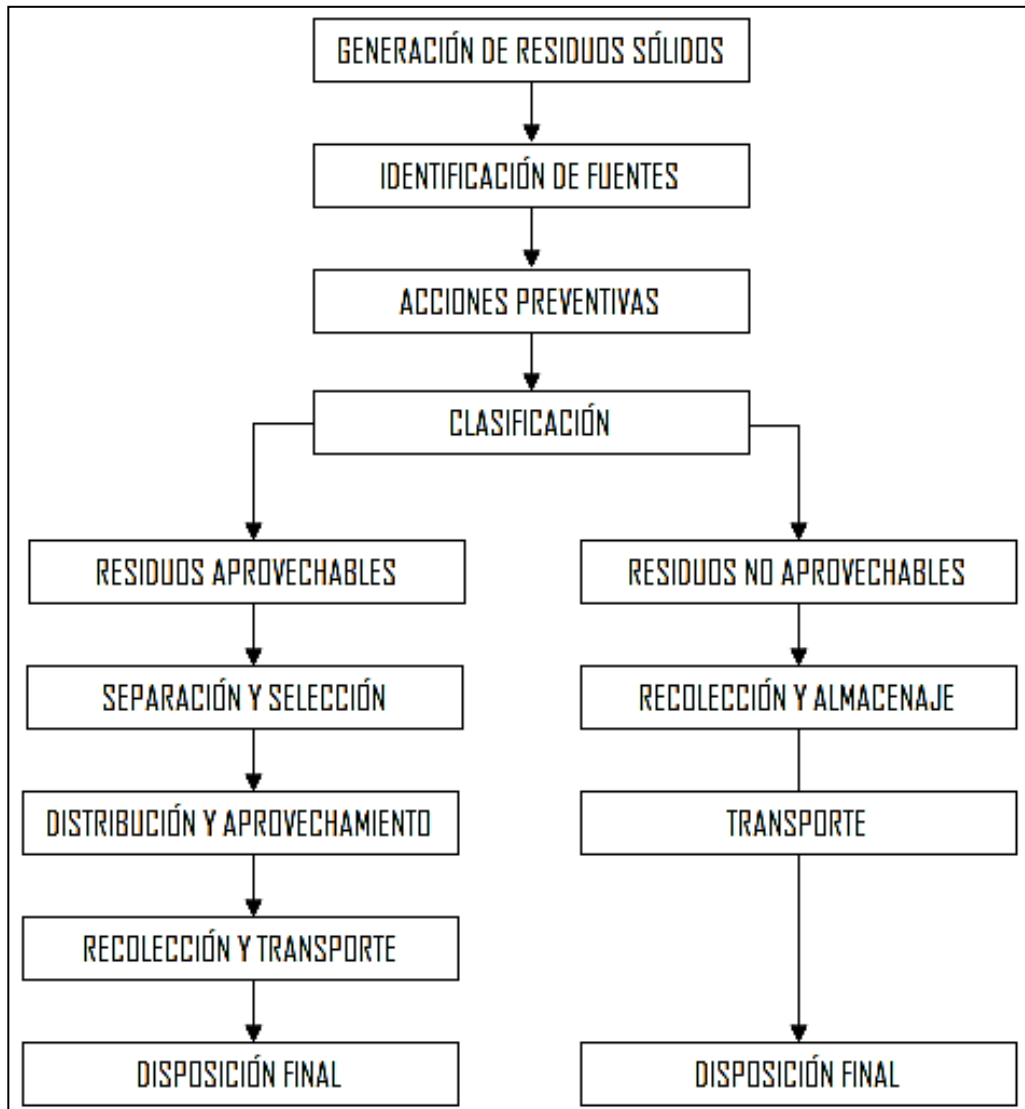 GENERACIÓN DE RESIDUOS SÓLIDOS
IDENTIFICACIÓN DE FUENTES
ACCIONES PREVENTIVAS
CLASIFICACIÓN
RESIDUOS APROVECHABLES
RESIDUOS NO APROVECHABLES
SEPARACIÓN Y SELECCIÓN
RECOLECCIÓN Y ALMACENAJE
DISTRIBUCIÓN Y APROVECHAMIENTO
TRANSPORTE
RECOLECCIÓN Y TRANSPORTE
DISPOSICIÓN FINAL
DISPOSICIÓN FINAL